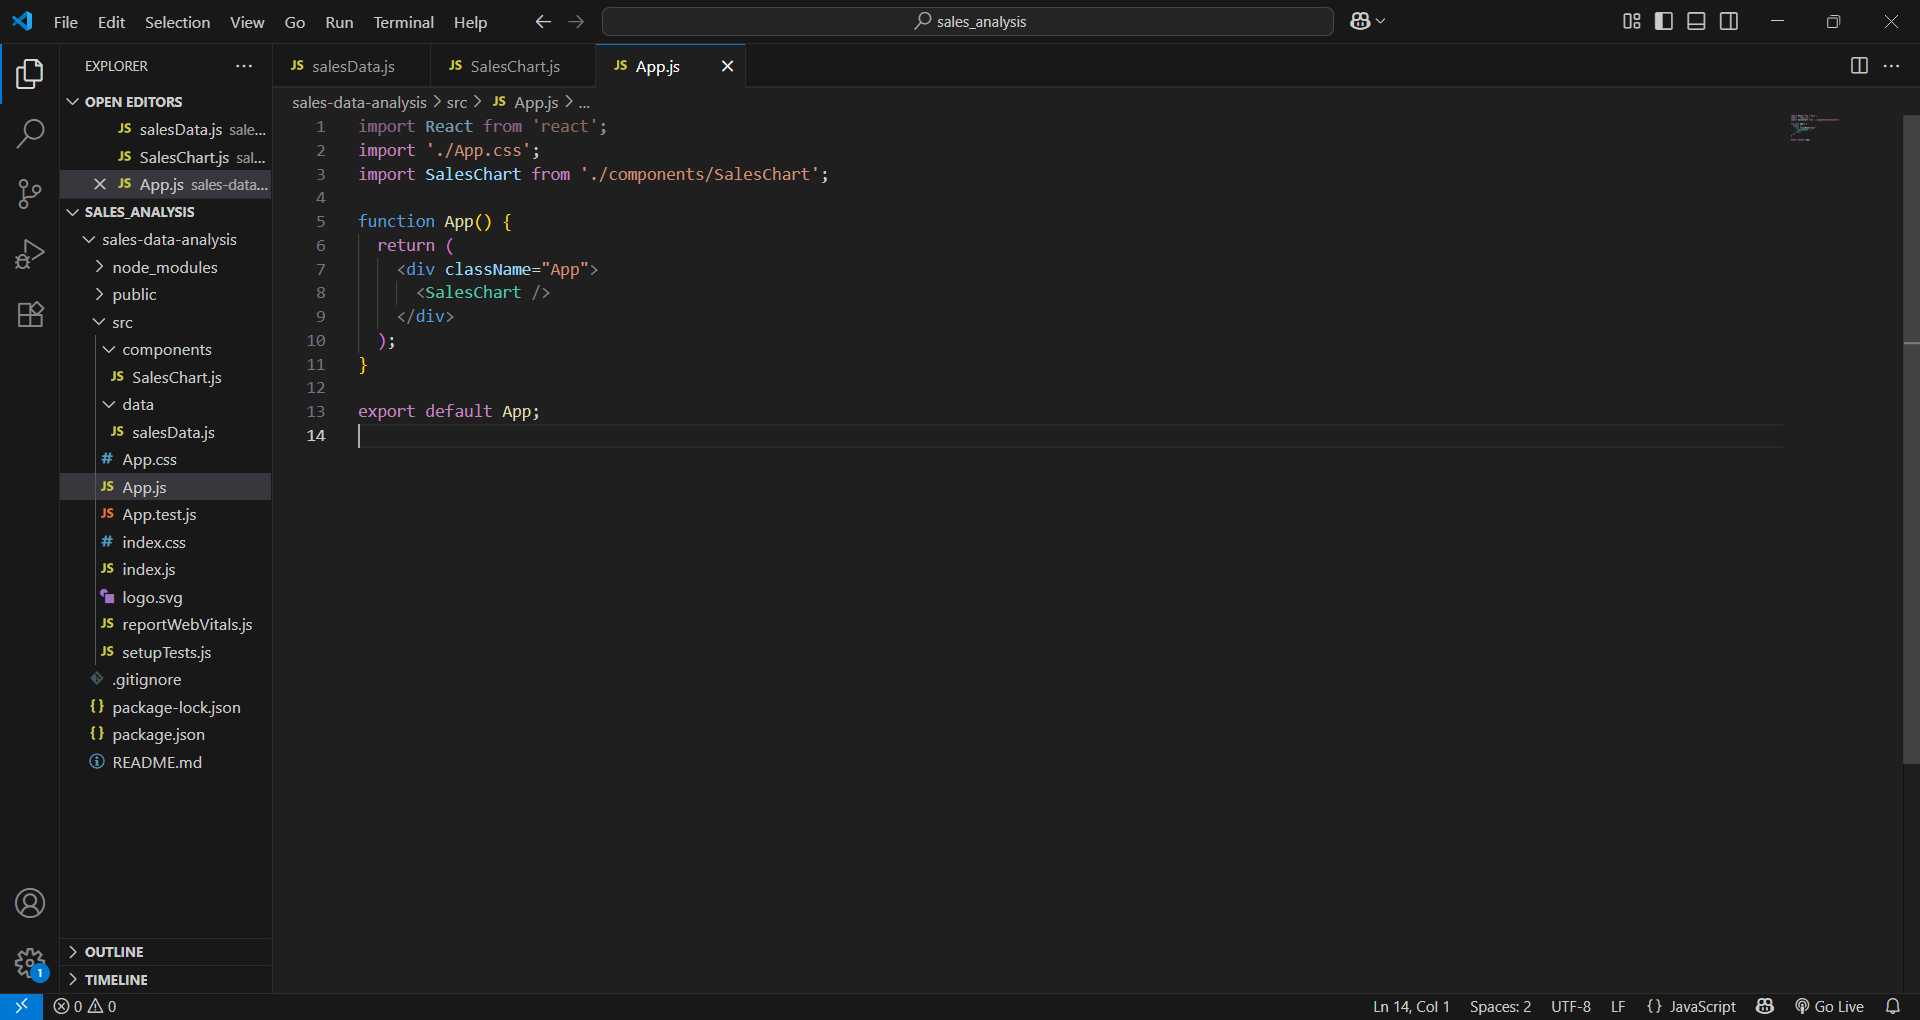 File Edit Selection View Go Run Terminal Help
sales_analysis
EXPLORER
OPEN EDITORS
JS salesData.js sale...
JS SalesChart.js sal...
JS App.js sales-data...
SALES_ANALYSIS
sales-data-analysis
node_modules
public
src
components
JS SalesChart.js
data
JS salesData.js
# App.css
JS App.js
JS App.test.js
# index.css
JS index.js
logo.svg
JS reportWebVitals.js
JS setupTests.js
.gitignore
{} package-lock.json
{} package.json
README.md
OUTLINE
TIMELINE
JS salesData.js JS SalesChart.js JS App.js
sales-data-analysis > src > JS App.js > ...
1 import React from 'react';
2 import './App.css';
3 import SalesChart from './components/SalesChart';
4
5 function App() {
6 return (
7 <div className="App">
8 <SalesChart />
9 </div>
10 );
11 }
12
13 export default App;
14
1
0 0
Ln 14, Col 1 Spaces: 2 UTF-8 LF {} JavaScript Go Live